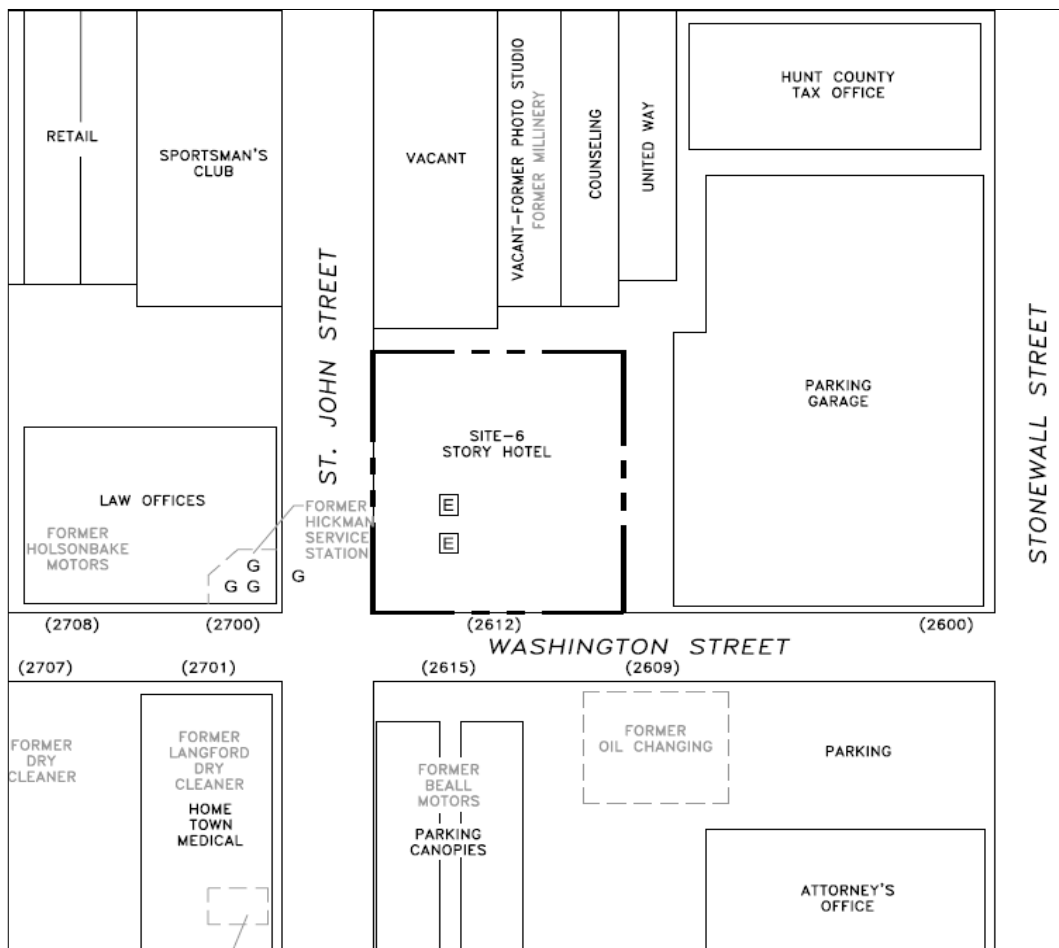 RETAIL
SPORTSMAN'S
CLUB
VACANT
VACANT-FORMER PHOTO STUDIO
FORMER MILLINERY
COUNSELING
UNITED WAY
HUNT COUNTY
TAX OFFICE
ST. JOHN STREET
STONEWALL STREET
PARKING
GARAGE
SITE-6
STORY HOTEL
E
E
LAW OFFICES
FORMER
HOLSONBAKE
MOTORS
FORMER
HICKMAN
SERVICE
STATION
G
G G
G
(2708)
(2700)
(2612)
(2600)
WASHINGTON STREET
(2707)
(2701)
(2615)
(2609)
FORMER
DRY
CLEANER
FORMER
LANGFORD
DRY
CLEANER
HOME
TOWN
MEDICAL
FORMER
BEALL
MOTORS
PARKING
CANOPIES
FORMER
OIL CHANGING
PARKING
ATTORNEY'S
OFFICE